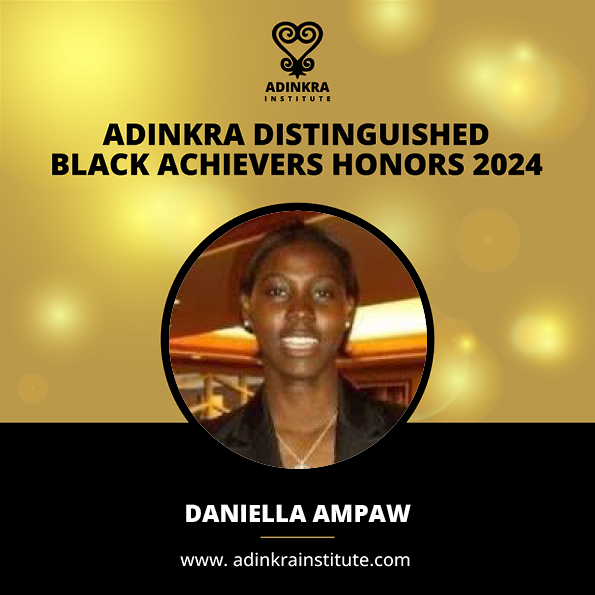 ADINKRA
INSTITUTE
ADINKRA DISTINGUISHED
BLACK ACHIEVERS HONORS 2024
DANIELLA AMPAW
www. adinkrainstitute.com